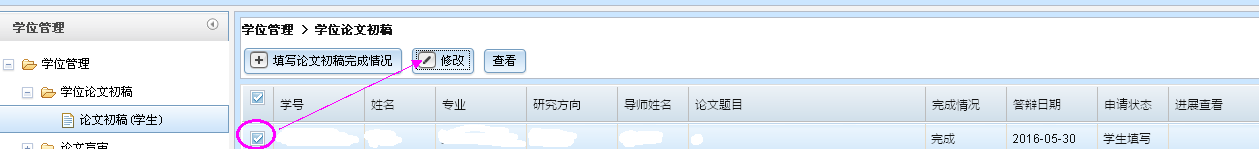 学位管理
学位管理
学位论文初稿
论文初稿(学生)
论文盲审
学位管理 > 学位论文初稿
填写论文初稿完成情况 修改 查看
学号 姓名 专业 研究方向 导师姓名 论文题目 完成情况 答辩日期 申请状态 进展查看
完成 2016-05-30 学生填写